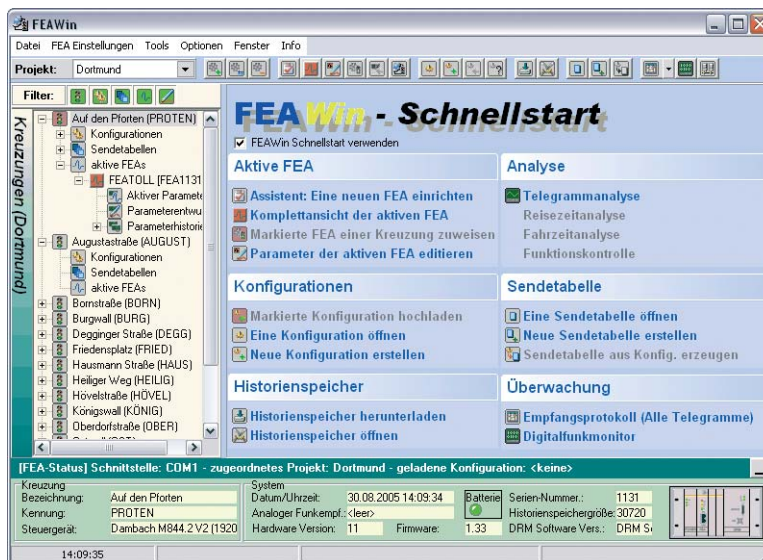 FEAWin
Datei FEA Einstellungen Tools Optionen Fenster Info
Projekt: Dortmund
Filter:
Kreuzungen (Dortmund)
Auf den Pforten (PROTEN)
Konfigurationen
Sendetabellen
aktive FEAs
FEATOLL [FEA1131
Aktiver Paramete
Parameterentwu
Parameterhistorie
Augustastraße (AUGUST)
Konfigurationen
Sendetabellen
aktive FEAs
Bornstraße (BORN)
Burgwall (BURG)
Degginger Straße (DEGG)
Friedensplatz (FRIED)
Hausmann Straße (HAUS)
Heiliger Weg (HEILIG)
Hövelstraße (HÖVEL)
Königswall (KÖNIG)
Oberdorfstraße (OBER)
FEAWin - Schnellstart
FEAWin Schnellstart verwenden
Aktive FEA
Assistent: Eine neuen FEA einrichten
Komplettansicht der aktiven FEA
Markierte FEA einer Kreuzung zuweisen
Parameter der aktiven FEA editieren
Analyse
Telegrammanalyse
Reisezeitanalyse
Fahrzeitanalyse
Funktionskontrolle
Konfigurationen
Markierte Konfiguration hochladen
Eine Konfiguration öffnen
Neue Konfiguration erstellen
Sendetabelle
Eine Sendetabelle öffnen
Neue Sendetabelle erstellen
Sendetabelle aus Konfig. erzeugen
Historienspeicher
Historienspeicher herunterladen
Historienspeicher öffnen
Überwachung
Empfangsprotokoll (Alle Telegramme)
Digitalfunkmonitor
[FEA-Status] Schnittstelle: COM1 - zugeordnetes Projekt: Dortmund - geladene Konfiguration: <keine>
Kreuzung
Bezeichnung: Auf den Pforten
Kennung: PROTEN
Steuergerät: Dambach M844.2 V2 (1920
System
Datum/Uhrzeit: 30.08.2005 14:09:34
Analoger Funkempf.: <leer>
Hardware Version: 11 Firmware: 1.33
Batterie
Serien-Nummer.: 1131
Historienspeichergröße: 30720
DRM Software Vers.: DRM S
14:09:35